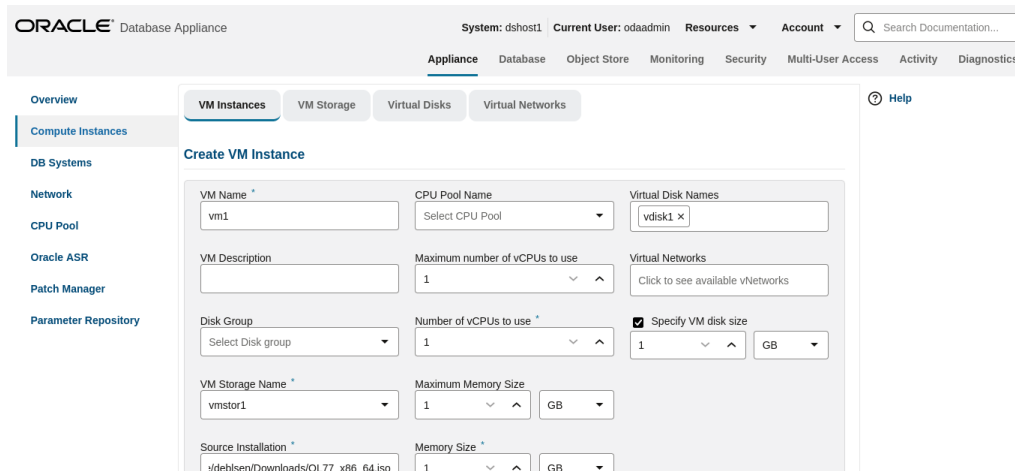 ORACLE Database Appliance
System: dshost1 Current User: odaadmin Resources Account Search Documentation...
Appliance Database Object Store Monitoring Security Multi-User Access Activity Diagnostics
Overview
Compute Instances
DB Systems
Network
CPU Pool
Oracle ASR
Patch Manager
Parameter Repository
VM Instances VM Storage Virtual Disks Virtual Networks
Help
Create VM Instance
VM Name * CPU Pool Name Virtual Disk Names
vm1 Select CPU Pool vdisk1 ×
VM Description Maximum number of vCPUs to use Virtual Networks
1 Click to see available vNetworks
Disk Group Number of vCPUs to use * Specify VM disk size
Select Disk group 1 1 GB
VM Storage Name * Maximum Memory Size
vmstor1 1 GB
Source Installation * Memory Size *
/deblsen/Downloads/OL77_x86_64.iso 1 GB